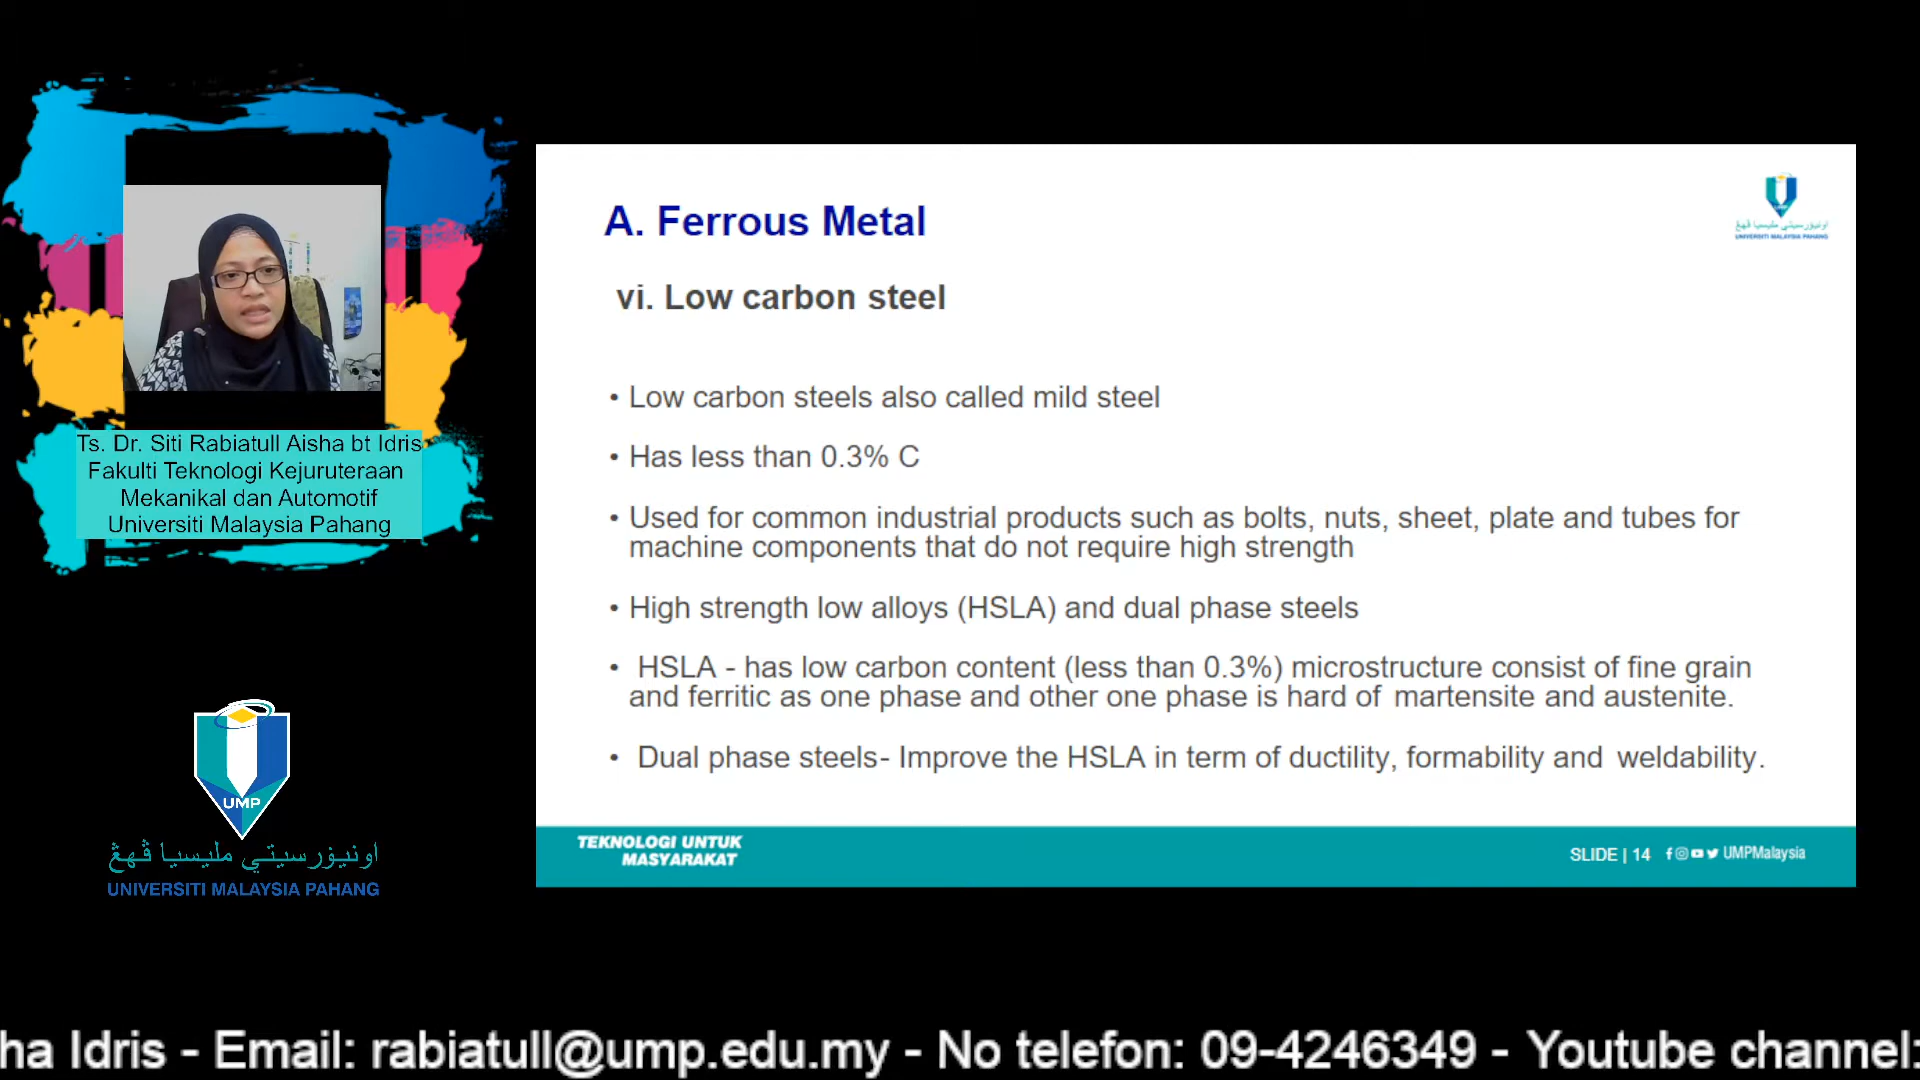 Ts. Dr. Siti Rabiatull Aisha bt Idris
Fakulti Teknologi Kejuruteraan
Mekanikal dan Automotif
Universiti Malaysia Pahang
UMP
اونيۏرسيتي مليسيا ڤهڠ
UNIVERSITI MALAYSIA PAHANG
A. Ferrous Metal
UMP
اونيۏرسيتي مليسيا ڤهڠ
UNIVERSITI MALAYSIA PAHANG
vi. Low carbon steel
• Low carbon steels also called mild steel
• Has less than 0.3% C
• Used for common industrial products such as bolts, nuts, sheet, plate and tubes for
machine components that do not require high strength
• High strength low alloys (HSLA) and dual phase steels
• HSLA - has low carbon content (less than 0.3%) microstructure consist of fine grain
and ferritic as one phase and other one phase is hard of martensite and austenite.
• Dual phase steels- Improve the HSLA in term of ductility, formability and weldability.
TEKNOLOGI UNTUK
MASYARAKAT
SLIDE | 14 UMPMalaysia
ha Idris - Email: rabiatull@ump.edu.my - No telefon: 09-4246349 - Youtube channel: